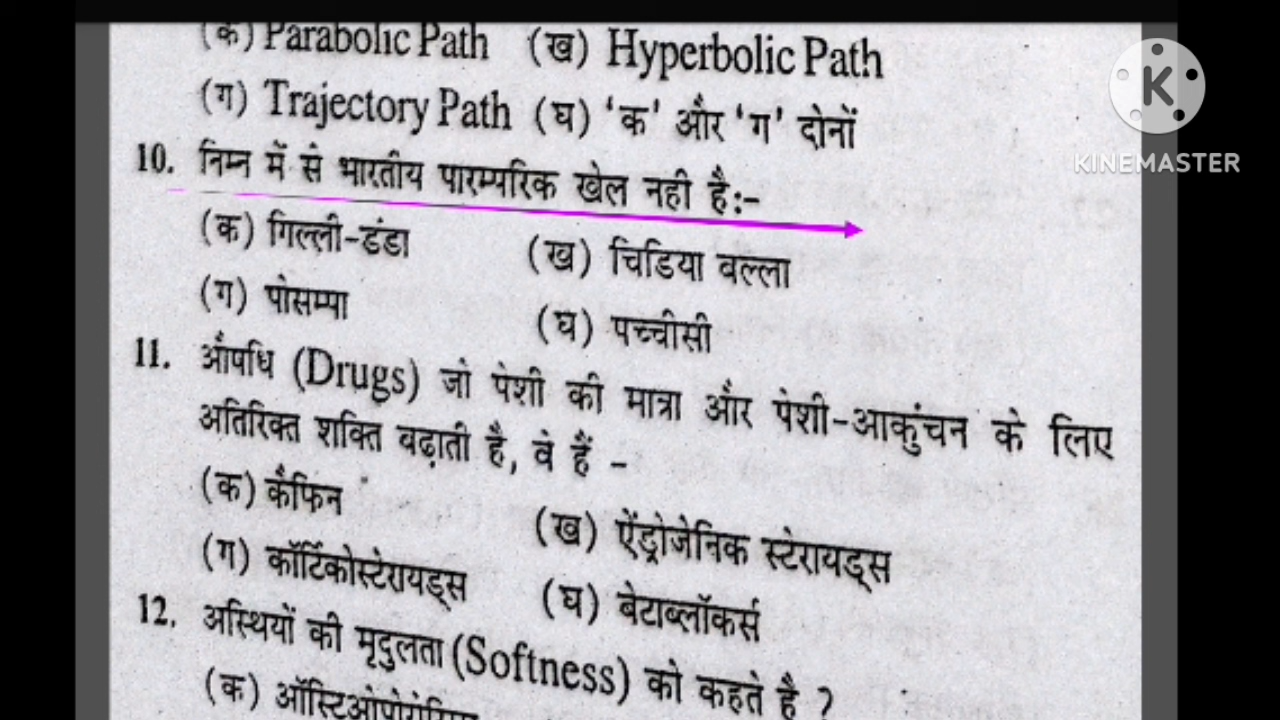 (क) Parabolic Path (ख) Hyperbolic Path
(ग) Trajectory Path (घ) 'क' और 'ग' दोनों
10. निम्न में से भारतीय पारम्परिक खेल नही है:-
(क) गिल्ली-डंडा (ख) चिडिया वल्ला
(ग) पोसम्पा (घ) पच्चीसी
11. औषधि (Drugs) जो पेशी की मात्रा और पेशी-आकुंचन के लिए
अतिरिक्त शक्ति बढ़ाती है, वे हैं -
(क) कैफिन (ख) ऐंड्रोजेनिक स्टेरायड्स
(ग) कॉर्टिकोस्टेरायड्स (घ) बेटाब्लॉकर्स
12. अस्थियों की मृदुलता (Softness) को कहते है ?
(क)
K
KINEMASTER